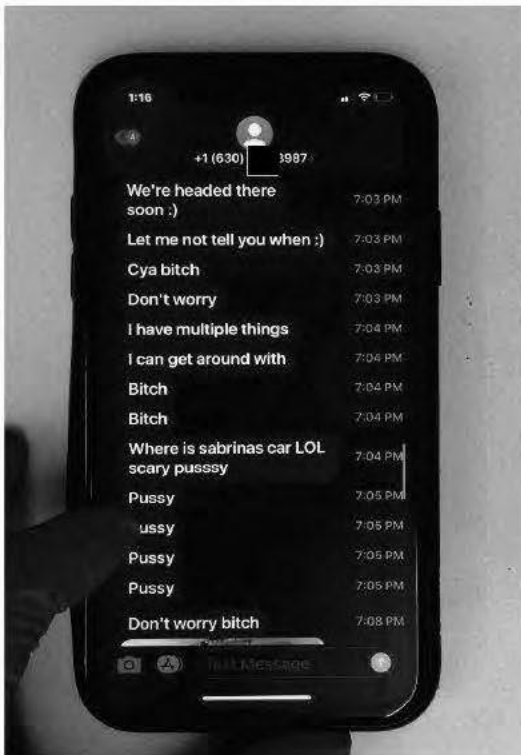 1:16
4
+1 (630) 3987
We're headed there
soon :)
7:03 PM
Let me not tell you when :)
7:03 PM
Cya bitch
7:03 PM
Don't worry
7:03 PM
I have multiple things
7:04 PM
I can get around with
7:04 PM
Bitch
7:04 PM
Bitch
7:04 PM
Where is sabrinas car LOL
scary pusssy
7:04 PM
Pussy
7:05 PM
ussy
7:05 PM
Pussy
7:05 PM
Pussy
7:05 PM
Don't worry bitch
7:08 PM
Text Message